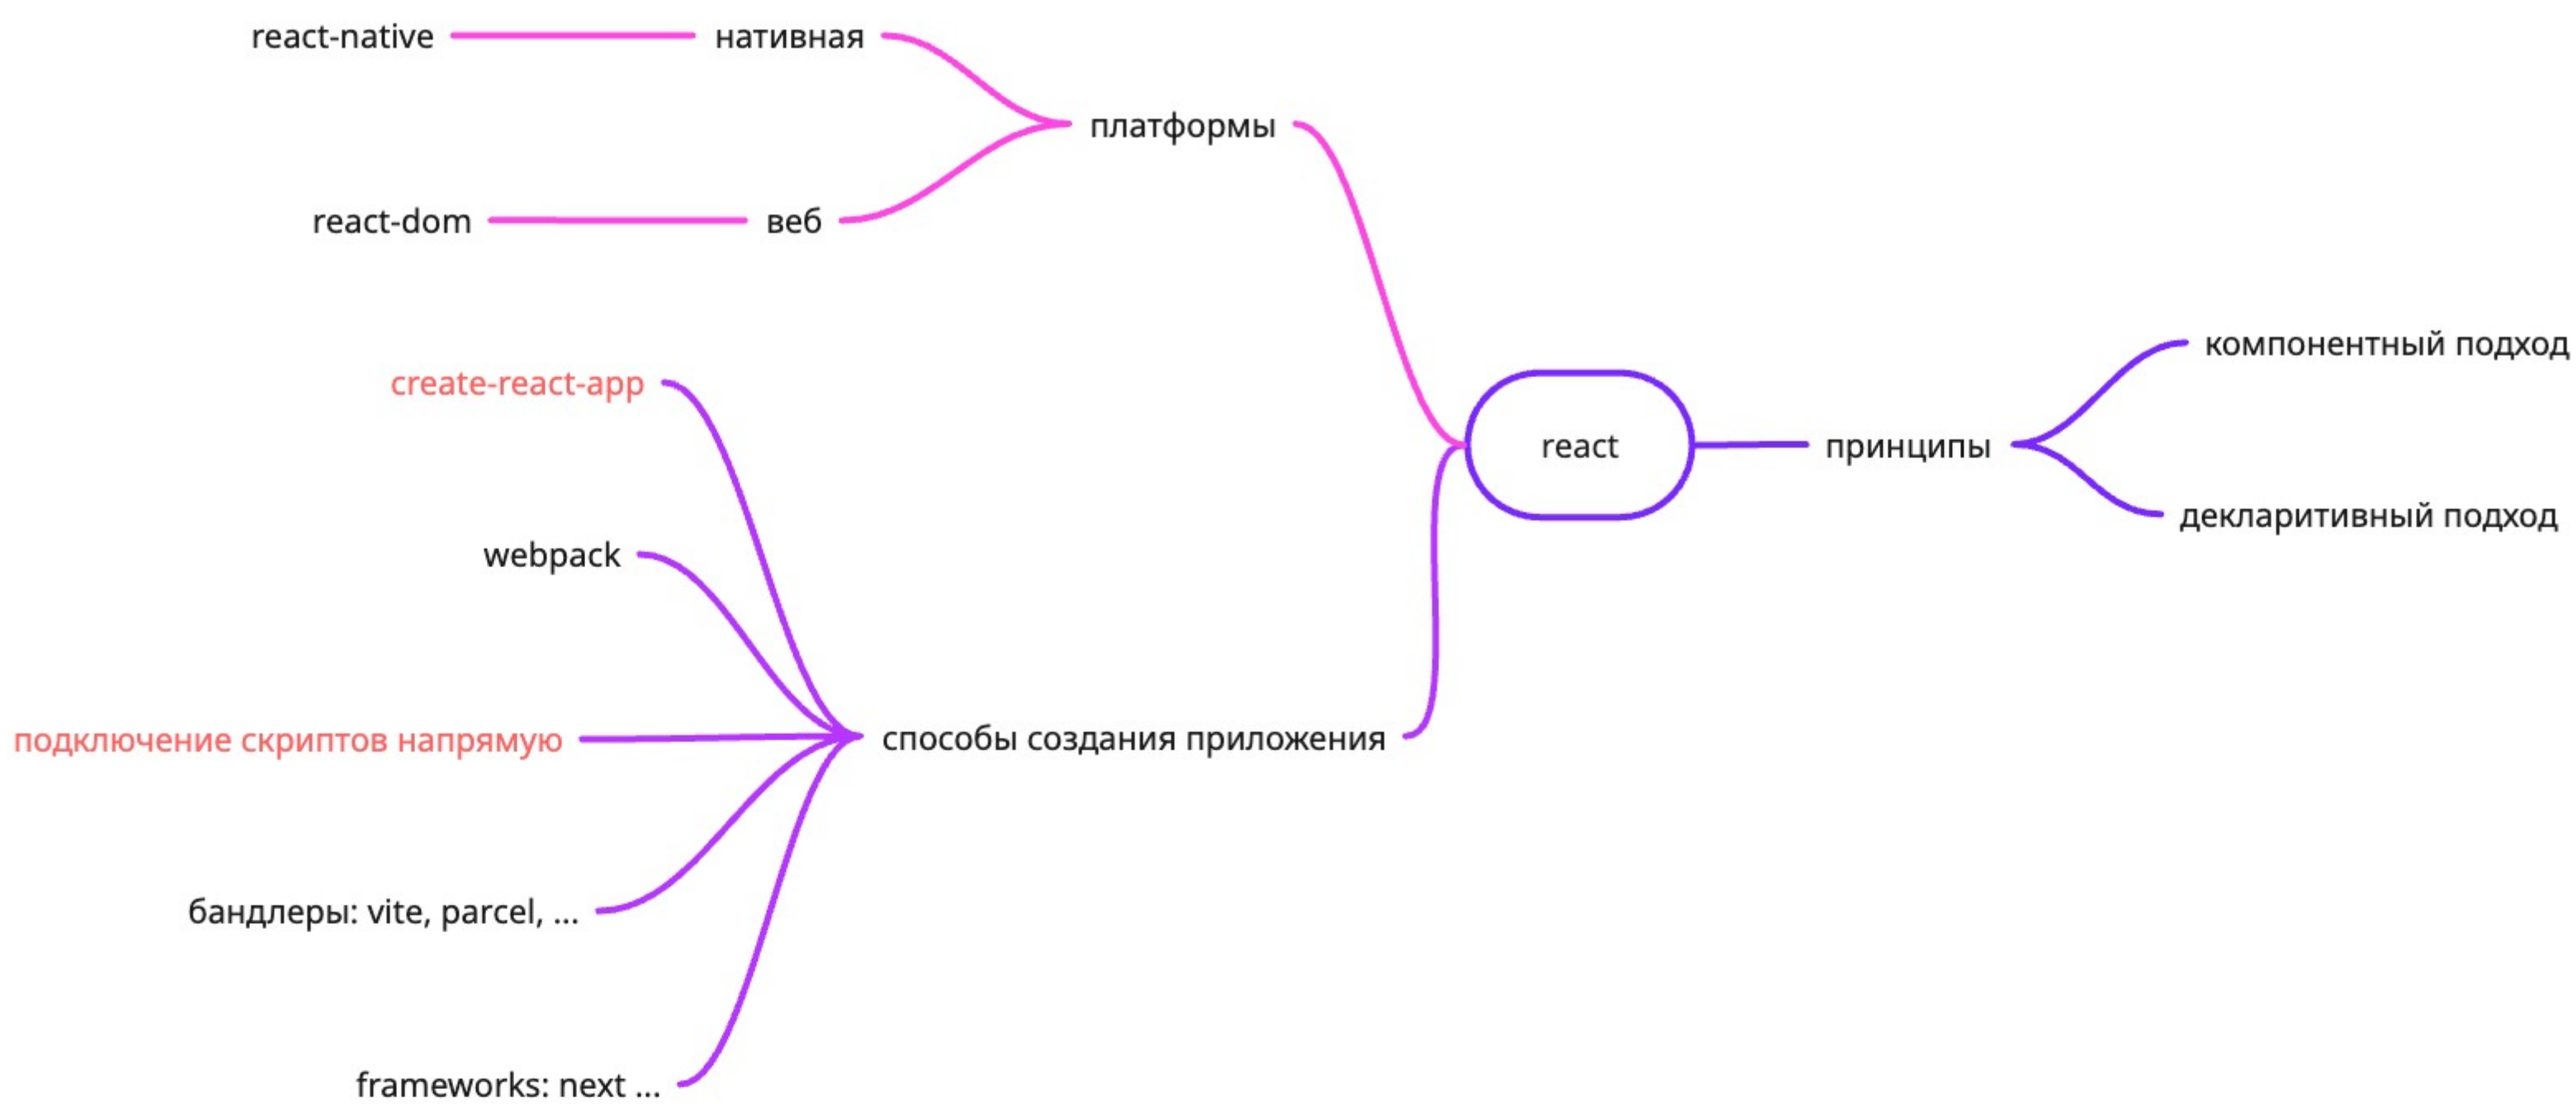 react-native
нативная
платформы
react-dom
веб
create-react-app
webpack
подключение скриптов напрямую
способы создания приложения
бандлеры: vite, parcel, ...
frameworks: next ...
react
принципы
компонентный подход
декларитивный подход